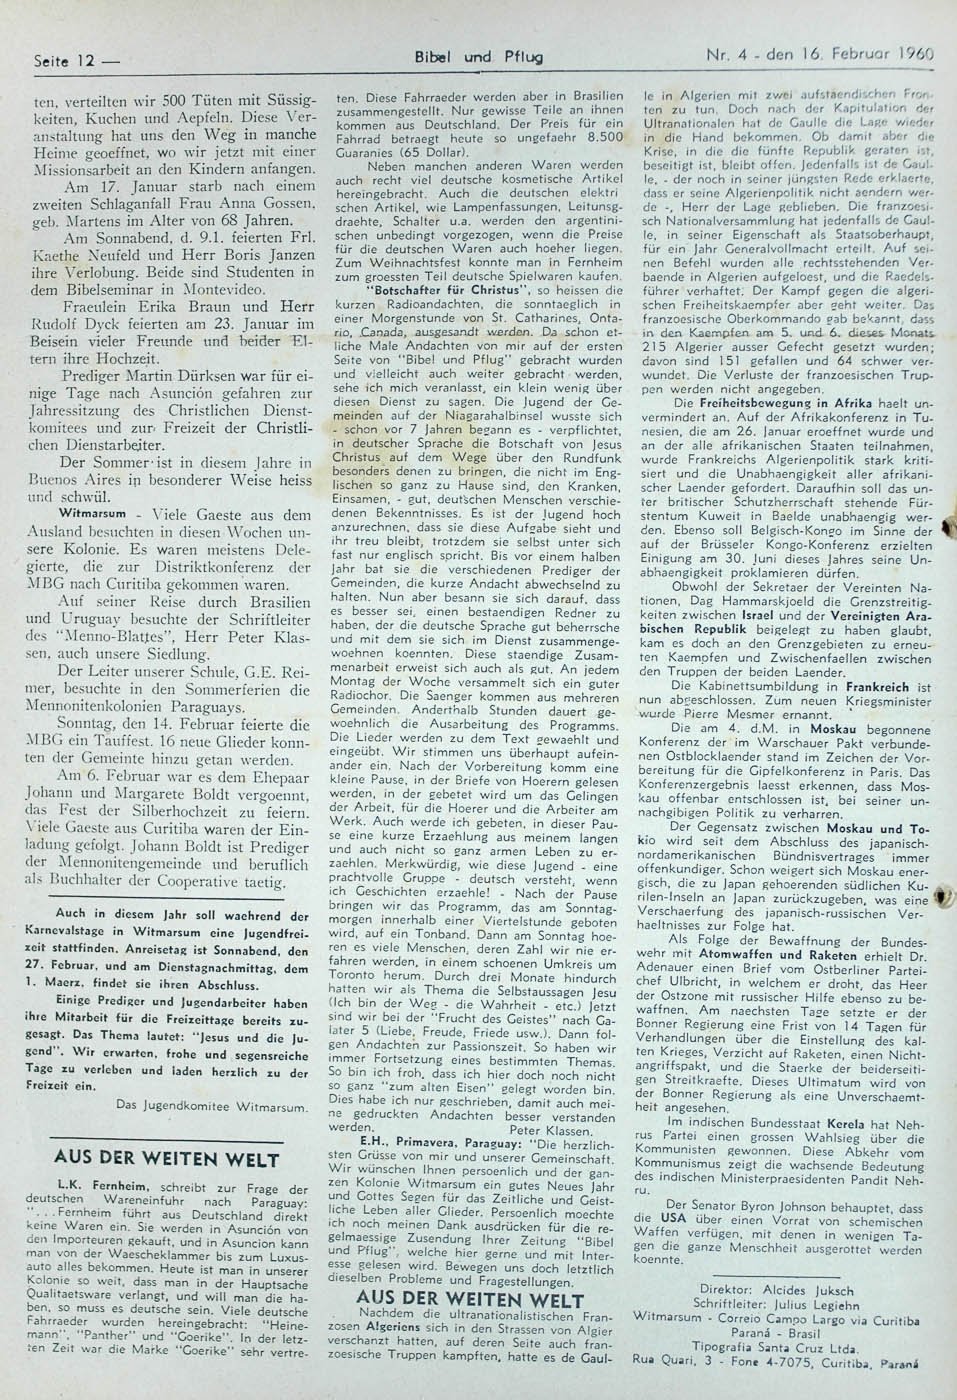 Seite 12 —
Bibel und Pflug
Nr. 4 - den 16. Februar 1960
ten, verteilten wir 500 Tüten mit Süssig-
keiten, Kuchen und Aepfeln. Diese Ver-
anstaltung hat uns den Weg in manche
Heime geoeffnet, wo wir jetzt mit einer
Missionsarbeit an den Kindern anfangen.
Am 17. Januar starb nach einem
zweiten Schlaganfall Frau Anna Gossen,
geb. Martens im Alter von 68 Jahren.
Am Sonnabend, d. 9.1. feierten Frl.
Kaethe Neufeld und Herr Boris Janzen
ihre Verlobung. Beide sind Studenten in
dem Bibelseminar in Montevideo.
Fraeulein Erika Braun und Herr
Rudolf Dyck feierten am 23. Januar im
Beisein vieler Freunde und beider El-
tern ihre Hochzeit.
Prediger Martin Dürksen war für ei-
nige Tage nach Asunción gefahren zur
Jahressitzung des Christlichen Dienst-
komitees und zur Freizeit der Christli-
chen Dienstarbeiter.
Der Sommer ist in diesem Jahre in
Buenos Aires in besonderer Weise heiss
und schwül.
Witmarsum - Viele Gaeste aus dem
Ausland besuchten in diesen Wochen un-
sere Kolonie. Es waren meistens Dele-
gierte, die zur Distriktkonferenz der
MBG nach Curitiba gekommen waren.
Auf seiner Reise durch Brasilien
und Uruguay besuchte der Schriftleiter
des "Menno-Blattes", Herr Peter Klas-
sen, auch unsere Siedlung.
Der Leiter unserer Schule, G.E. Rei-
mer, besuchte in den Sommerferien die
Mennonitenkolonien Paraguays.
Sonntag, den 14. Februar feierte die
MBG ein Tauffest. 16 neue Glieder konn-
ten der Gemeinte hinzu getan werden.
Am 6. Februar war es dem Ehepaar
Johann und Margarete Boldt vergoennt,
das Fest der Silberhochzeit zu feiern.
Viele Gaeste aus Curitiba waren der Ein-
ladung gefolgt. Johann Boldt ist Prediger
der Mennonitengemeinde und beruflich
als Buchhalter der Cooperative taetig.
Auch in diesem Jahr soll waehrend der
Karnevalstage in Witmarsum eine Jugendfrei-
zeit stattfinden. Anreisetag ist Sonnabend, den
27. Februar, und am Dienstagnachmittag, dem
1. Maerz, findet sie ihren Abschluss.
Einige Prediger und Jugendarbeiter haben
ihre Mitarbeit für die Freizeittage bereits zu-
gesagt. Das Thema lautet: "Jesus und die Ju-
gend". Wir erwarten, frohe und segensreiche
Tage zu verleben und laden herzlich zu der
Freizeit ein.
Das Jugendkomitee Witmarsum.
AUS DER WEITEN WELT
L.K. Fernheim, schreibt zur Frage der
deutschen Wareneinfuhr nach Paraguay:
"...Fernheim führt aus Deutschland direkt
keine Waren ein. Sie werden in Asunción von
den Importeuren gekauft, und in Asuncion kann
man von der Waescheklammer bis zum Luxus-
auto alles bekommen. Heute ist man in unserer
Kolonie so weit, dass man in der Hauptsache
Qualitaetsware verlangt, und will man die ha-
ben, so muss es deutsche sein. Viele deutsche
Fahrraeder wurden hereingebracht: "Heine-
mann", "Panther" und "Goerike". In der letz-
ten Zeit war die Marke "Goerike" sehr vertre-
ten. Diese Fahrraeder werden aber in Brasilien
zusammengestellt. Nur gewisse Teile an ihnen
kommen aus Deutschland. Der Preis für ein
Fahrrad betraegt heute so ungefaehr 8.500
Guaranies (65 Dollar).
Neben manchen anderen Waren werden
auch recht viel deutsche kosmetische Artikel
hereingebracht. Auch die deutschen elektri
schen Artikel, wie Lampenfassungen, Leitunsg-
draehte, Schalter u.a. werden den argentini-
schen unbedingt vorgezogen, wenn die Preise
für die deutschen Waren auch hoeher liegen.
Zum Weihnachtsfest konnte man in Fernheim
zum groessten Teil deutsche Spielwaren kaufen.
"Botschafter für Christus", so heissen die
kurzen Radioandachten, die sonntaeglich in
einer Morgenstunde von St. Catharines, Onta-
rio, Canada, ausgesandt werden. Da schon et-
liche Male Andachten von mir auf der ersten
Seite von "Bibel und Pflug" gebracht wurden
und vielleicht auch weiter gebracht werden,
sehe ich mich veranlasst, ein klein wenig über
diesen Dienst zu sagen. Die Jugend der Ge-
meinden auf der Niagarahalbinsel wusste sich
- schon vor 7 Jahren begann es - verpflichtet,
in deutscher Sprache die Botschaft von Jesus
Christus auf dem Wege über den Rundfunk
besonders denen zu bringen, die nicht im Eng-
lischen so ganz zu Hause sind, den Kranken,
Einsamen, - gut, deutschen Menschen verschie-
denen Bekenntnisses. Es ist der Jugend hoch
anzurechnen, dass sie diese Aufgabe sieht und
ihr treu bleibt, trotzdem sie selbst unter sich
fast nur englisch spricht. Bis vor einem halben
Jahr bat sie die verschiedenen Prediger der
Gemeinden, die kurze Andacht abwechselnd zu
halten. Nun aber besann sie sich darauf, dass
es besser sei, einen bestaendigen Redner zu
haben, der die deutsche Sprache gut beherrsche
und mit dem sie sich im Dienst zusammenge-
woehnen koennten. Diese staendige Zusam-
menarbeit erweist sich auch als gut. An jedem
Montag der Woche versammelt sich ein guter
Radiochor. Die Saenger kommen aus mehreren
Gemeinden. Anderthalb Stunden dauert ge-
woehnlich die Ausarbeitung des Programms.
Die Lieder werden zu dem Text gewaehlt und
eingeübt. Wir stimmen uns überhaupt aufein-
ander ein. Nach der Vorbereitung komm eine
kleine Pause, in der Briefe von Hoerern gelesen
werden, in der gebetet wird um das Gelingen
der Arbeit, für die Hoerer und die Arbeiter am
Werk. Auch werde ich gebeten, in dieser Pau-
se eine kurze Erzaehlung aus meinem langen
und auch nicht so ganz armen Leben zu er-
zaehlen. Merkwürdig, wie diese Jugend - eine
prachtvolle Gruppe - deutsch versteht, wenn
ich Geschichten erzaehle! - Nach der Pause
bringen wir das Programm, das am Sonntag-
morgen innerhalb einer Viertelstunde geboten
wird, auf ein Tonband. Dann am Sonntag hoe-
ren es viele Menschen, deren Zahl wir nie er-
fahren werden, in einem schoenen Umkreis um
Toronto herum. Durch drei Monate hindurch
hatten wir als Thema die Selbstaussagen Jesu
(Ich bin der Weg - die Wahrheit - etc.) Jetzt
sind wir bei der "Frucht des Geistes" nach Ga-
later 5 (Liebe, Freude, Friede usw.). Dann fol-
gen Andachten zur Passionszeit. So haben wir
immer Fortsetzung eines bestimmten Themas.
So bin ich froh, dass ich hier doch noch nicht
so ganz "zum alten Eisen" gelegt worden bin.
Dies habe ich nur geschrieben, damit auch mei-
ne gedruckten Andachten besser verstanden
werden. Peter Klassen.
E.H., Primavera, Paraguay: "Die herzlich-
sten Grüsse von mir und unserer Gemeinschaft.
Wir wünschen Ihnen persoenlich und der gan-
zen Kolonie Witmarsum ein gutes Neues Jahr
und Gottes Segen für das Zeitliche und Geist-
liche Leben aller Glieder. Persoenlich moechte
ich noch meinen Dank ausdrücken für die re-
gelmaessige Zusendung Ihrer Zeitung "Bibel
und Pflug", welche hier gerne und mit Inter-
esse gelesen wird. Bewegen uns doch letztlich
dieselben Probleme und Fragestellungen.
AUS DER WEITEN WELT
Nachdem die ultranationalistischen Fran-
zosen Algeriens sich in den Strassen von Algier
verschanzt hatten, auf deren Seite auch fran-
zoesische Truppen kampften, hatte es de Gaul-
le in Algerien mit zwei aufstaendischen Fron-
ten zu tun. Doch nach der Kapitulation der
Ultranationalen hat de Gaulle die Lage wieder
in die Hand bekommen. Ob damit aber die
Krise, in die die fünfte Republik geraten ist,
beseitigt ist, bleibt offen. Jedenfalls ist de Gaul-
le, - der noch in seiner jüngsten Rede erklaerte,
dass er seine Algerienpolitik nicht aendern wer-
de -, Herr der Lage geblieben. Die franzoesi-
sch Nationalversammlung hat jedenfalls de Gaul-
le, in seiner Eigenschaft als Staatsoberhaupt,
für ein Jahr Generalvollmacht erteilt. Auf sei-
nen Befehl wurden alle rechtsstehenden Ver-
baende in Algerien aufgeloest, und die Raedels-
führer verhaftet. Der Kampf gegen die algeri-
schen Freiheitskaempfer aber geht weiter. Das
franzoesische Oberkommando gab bekannt, dass
in den Kaempfen am 5. und 6. dieses Monats
215 Algerier ausser Gefecht gesetzt wurden;
davon sind 151 gefallen und 64 schwer ver-
wundet. Die Verluste der franzoesischen Trup-
pen werden nicht angegeben.
Die Freiheitsbewegung in Afrika haelt un-
vermindert an. Auf der Afrikakonferenz in Tu-
nesien, die am 26. Januar eroeffnet wurde und
an der alle afrikanischen Staaten teilnahmen,
wurde Frankreichs Algerienpolitik stark kriti-
siert und die Unabhaengigkeit aller afrikani-
scher Laender gefordert. Daraufhin soll das un-
ter britischer Schutzherrschaft stehende Für-
stentum Kuweit in Baelde unabhaengig wer-
den. Ebenso soll Belgisch-Kongo im Sinne der
auf der Brüsseler Kongo-Konferenz erzielten
Einigung am 30. Juni dieses Jahres seine Un-
abhaengigkeit proklamieren dürfen.
Obwohl der Sekretaer der Vereinten Na-
tionen, Dag Hammarskjoeld die Grenzstreitig-
keiten zwischen Israel und der Vereinigten Ara-
bischen Republik beigelegt zu haben glaubt,
kam es doch an den Grenzgebieten zu erneu-
ten Kaempfen und Zwischenfaellen zwischen
den Truppen der beiden Laender.
Die Kabinettsumbildung in Frankreich ist
nun abgeschlossen. Zum neuen Kriegsminister
wurde Pierre Mesmer ernannt.
Die am 4. d.M. in Moskau begonnene
Konferenz der im Warschauer Pakt verbunde-
nen Ostblocklaender stand im Zeichen der Vor-
bereitung für die Gipfelkonferenz in Paris. Das
Konferenzergebnis laesst erkennen, dass Mos-
kau offenbar entschlossen ist, bei seiner un-
nachgibigen Politik zu verharren.
Der Gegensatz zwischen Moskau und To-
kio wird seit dem Abschluss des japanisch-
nordamerikanischen Bündnisvertrages immer
offenkundiger. Schon weigert sich Moskau ener-
gisch, die zu Japan gehoerenden südlichen Ku-
rilen-Inseln an Japan zurückzugeben, was eine
Verschaerfung des japanisch-russischen Ver-
haeltnisses zur Folge hat.
Als Folge der Bewaffnung der Bundes-
wehr mit Atomwaffen und Raketen erhielt Dr.
Adenauer einen Brief vom Ostberliner Partei-
chef Ulbricht, in welchem er droht, das Heer
der Ostzone mit russischer Hilfe ebenso zu be-
waffnen. Am naechsten Tage setzte er der
Bonner Regierung eine Frist von 14 Tagen für
Verhandlungen über die Einstellung des kal-
ten Krieges, Verzicht auf Raketen, einen Nicht-
angriffspakt, und die Staerke der beiderseiti-
gen Streitkraefte. Dieses Ultimatum wird von
der Bonner Regierung als eine Unverschaemt-
heit angesehen.
Im indischen Bundesstaat Kerela hat Neh-
rus Partei einen grossen Wahlsieg über die
Kommunisten gewonnen. Diese Abkehr vom
Kommunismus zeigt die wachsende Bedeutung
des indischen Ministerpraesidenten Pandit Neh-
ru.
Der Senator Byron Johnson behauptet, dass
die USA über einen Vorrat von schemischen
Waffen verfügen, mit denen in wenigen Ta-
gen die ganze Menschheit ausgerottet werden
koennte.
Direktor: Alcides Juksch
Schriftleiter: Julius Legiehn
Witmarsum - Correio Campo Largo via Curitiba
Paraná - Brasil
Tipografia Santa Cruz Ltda.
Rua Quari, 3 - Fone 4-7075, Curitiba, Paraná